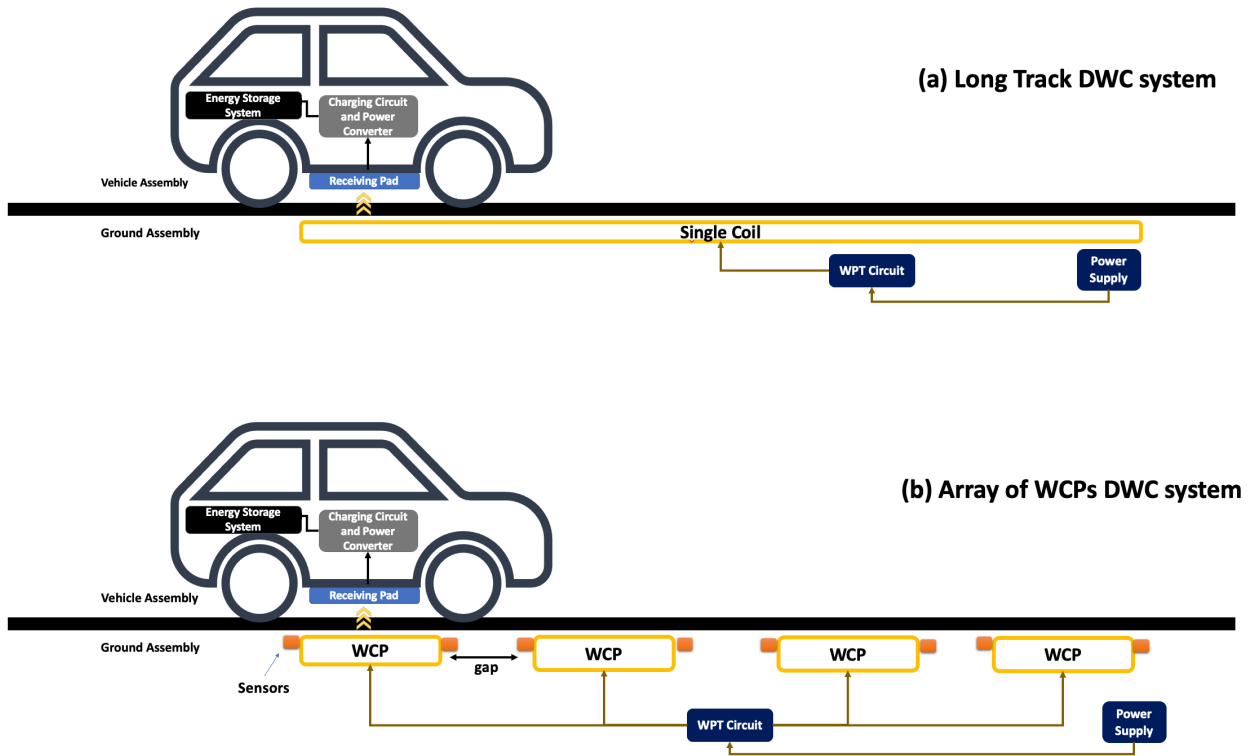 (a) Long Track DWC system
Energy Storage
System
Charging Circuit
and Power
Converter
Vehicle Assembly
Receiving Pad
Ground Assembly
Single Coil
WPT Circuit
Power
Supply
(b) Array of WCPs DWC system
Energy Storage
System
Charging Circuit
and Power
Converter
Vehicle Assembly
Receiving Pad
Ground Assembly
WCP
WCP
WCP
WCP
gap
Sensors
WPT Circuit
Power
Supply